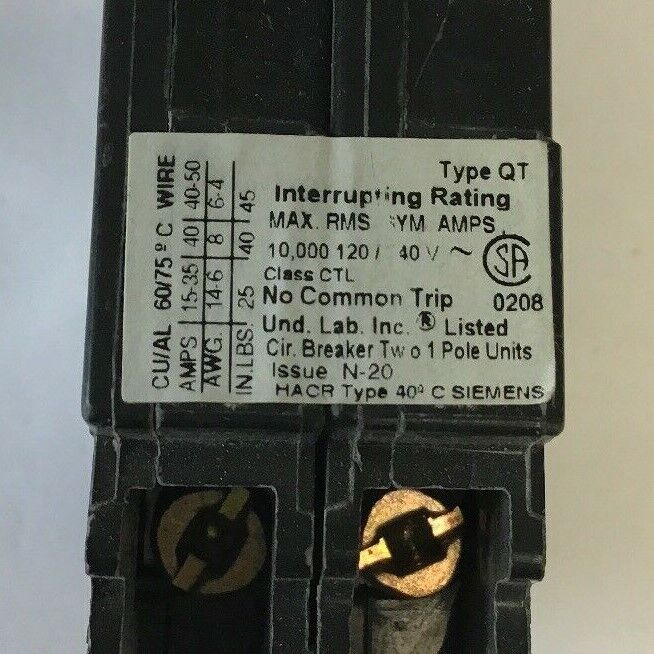 Type QT
Interrupting Rating
MAX. RMS SYM AMPS
10,000 120 / 40 V ~
Class CTL
No Common Trip
SA
0208
Und. Lab. Inc.® Listed
Cir. Breaker Two 1 Pole Units
Issue N-20
HACR Type 40º C SIEMENS
CU/AL 60/75º C WIRE
AMPS 15-35 40 40-50
AWG. 14-6 8 6-4
IN.LBS. 25 40 45